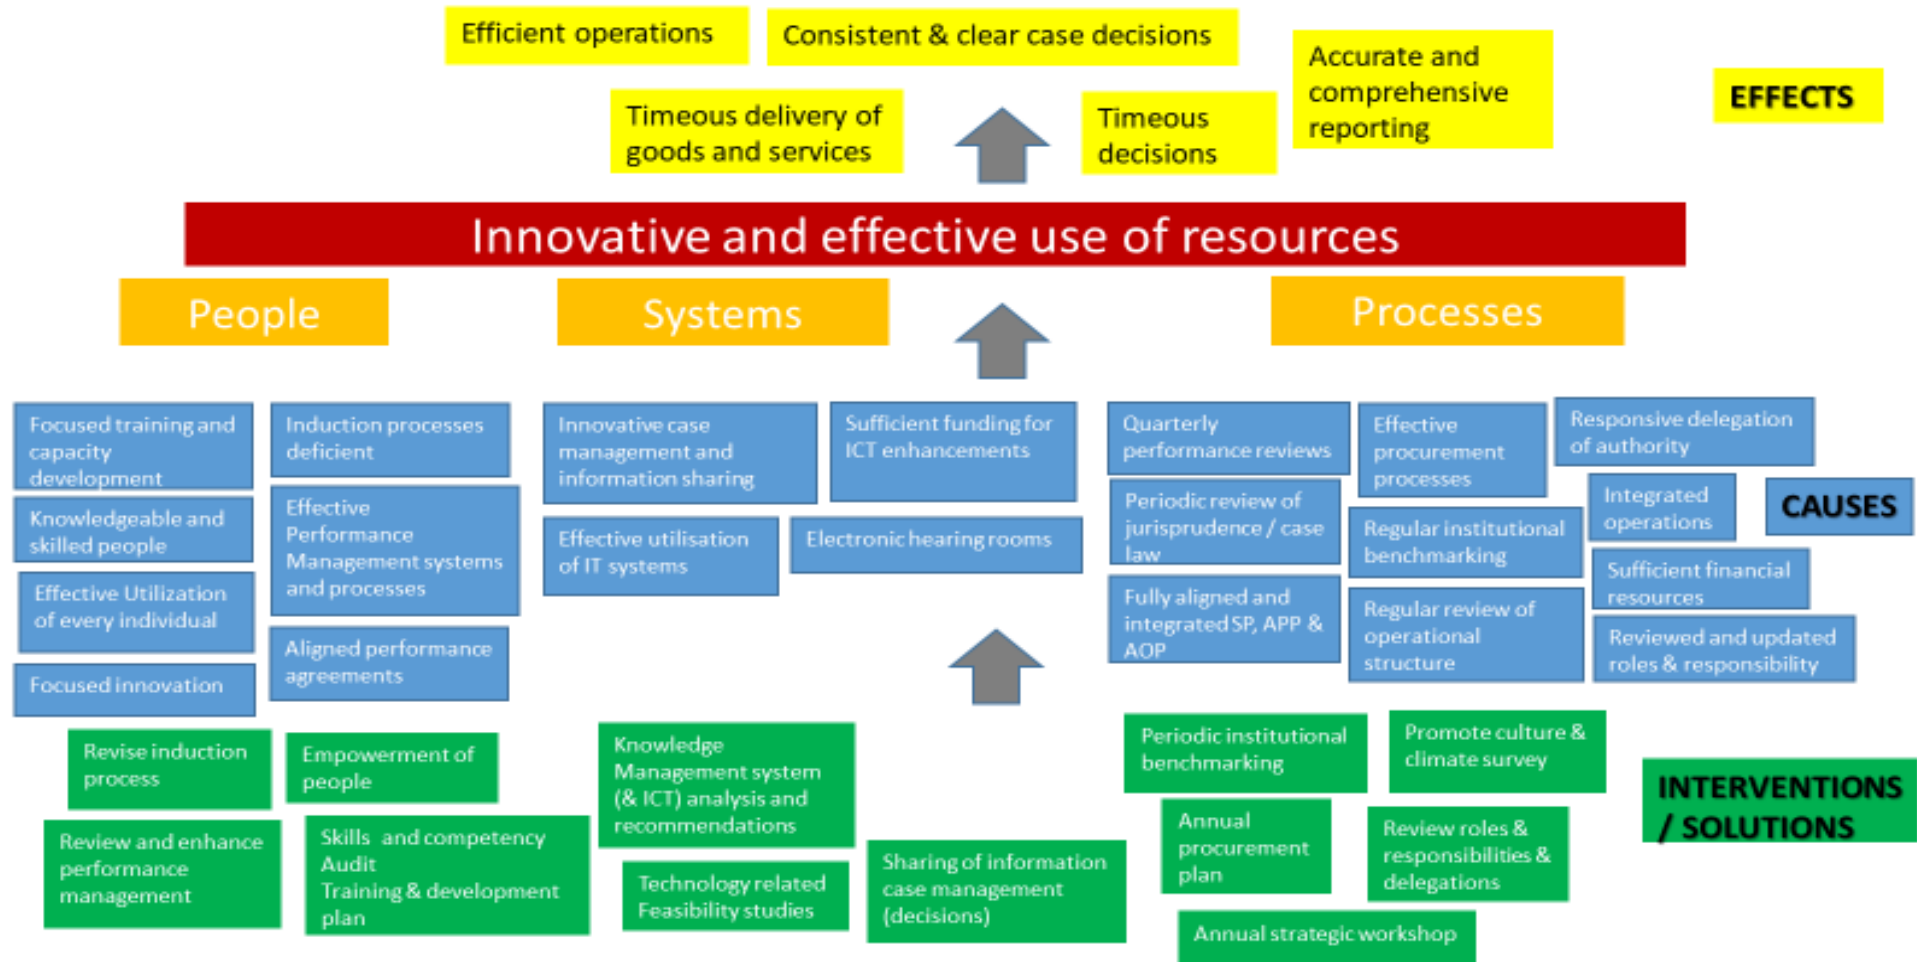 Efficient operations
Consistent & clear case decisions
Accurate and
comprehensive
reporting
EFFECTS
Timeous delivery of
goods and services
Timeous
decisions
Innovative and effective use of resources
People
Systems
Processes
Focused training and
capacity
development
Induction processes
deficient
Knowledgeable and
skilled people
Effective
Performance
Management systems
and processes
Effective Utilization
of every individual
Aligned performance
agreements
Focused innovation
Innovative case
management and
information sharing
Sufficient funding for
ICT enhancements
Effective utilisation
of IT systems
Electronic hearing rooms
Quarterly
performance reviews
Effective
procurement
processes
Responsive delegation
of authority
Periodic review of
jurisprudence / case
law
Regular institutional
benchmarking
Integrated
operations
CAUSES
Fully aligned and
integrated SP, APP &
AOP
Regular review of
operational
structure
Sufficient financial
resources
Reviewed and updated
roles & responsibility
Revise induction
process
Empowerment of
people
Review and enhance
performance
management
Skills and competency
Audit
Training & development
plan
Knowledge
Management system
(& ICT) analysis and
recommendations
Technology related
Feasibility studies
Sharing of information
case management
(decisions)
Periodic institutional
benchmarking
Promote culture &
climate survey
Annual
procurement
plan
Review roles &
responsibilities &
delegations
Annual strategic workshop
INTERVENTIONS
/ SOLUTIONS